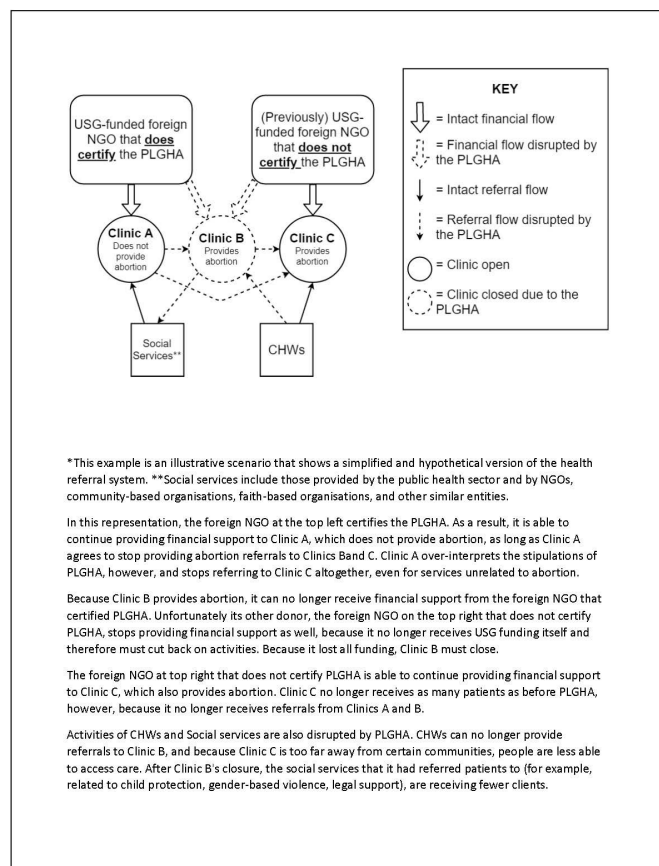 USG-funded foreign
NGO that does
certify the PLGHA
(Previously) USG-
funded foreign NGO
that does not
certify the PLGHA
Clinic A
Does not
provide
abortion
Clinic B
Provides
abortion
Clinic C
Provides
abortion
Social
Services**
CHWs
KEY
= Intact financial flow
= Financial flow disrupted by
the PLGHA
= Intact referral flow
= Referral flow disrupted by
the PLGHA
= Clinic open
= Clinic closed due to the
PLGHA
*This example is an illustrative scenario that shows a simplified and hypothetical version of the health
referral system. **Social services include those provided by the public health sector and by NGOs,
community-based organisations, faith-based organisations, and other similar entities.
In this representation, the foreign NGO at the top left certifies the PLGHA. As a result, it is able to
continue providing financial support to Clinic A, which does not provide abortion, as long as Clinic A
agrees to stop providing abortion referrals to Clinics Band C. Clinic A over-interprets the stipulations of
PLGHA, however, and stops referring to Clinic C altogether, even for services unrelated to abortion.
Because Clinic B provides abortion, it can no longer receive financial support from the foreign NGO that
certified PLGHA. Unfortunately its other donor, the foreign NGO on the top right that does not certify
PLGHA, stops providing financial support as well, because it no longer receives USG funding itself and
therefore must cut back on activities. Because it lost all funding, Clinic B must close.
The foreign NGO at top right that does not certify PLGHA is able to continue providing financial support
to Clinic C, which also provides abortion. Clinic C no longer receives as many patients as before PLGHA,
however, because it no longer receives referrals from Clinics A and B.
Activities of CHWs and Social services are also disrupted by PLGHA. CHWs can no longer provide
referrals to Clinic B, and because Clinic C is too far away from certain communities, people are less able
to access care. After Clinic B's closure, the social services that it had referred patients to (for example,
related to child protection, gender-based violence, legal support), are receiving fewer clients.